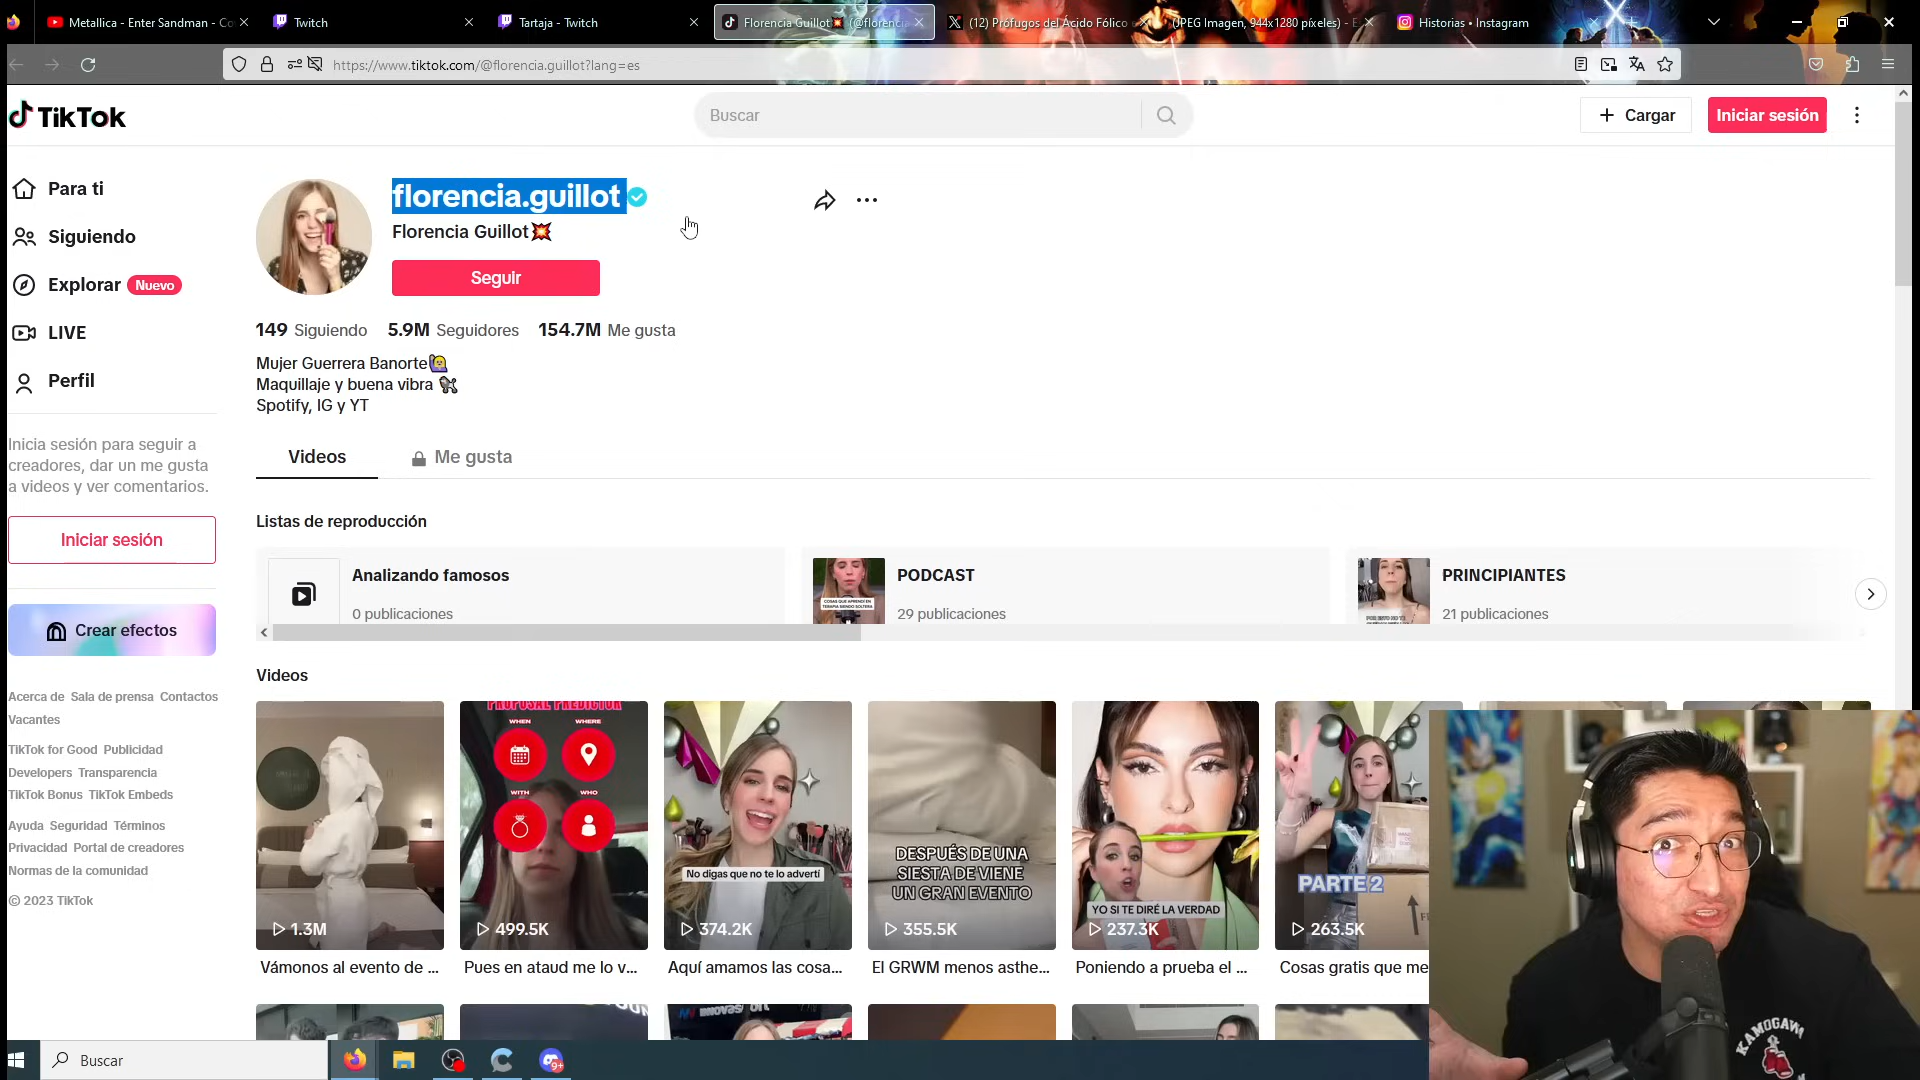 Metallica - Enter Sandman - Co
Twitch
Tartaja - Twitch
Florencia Guillot💥 (@florencia
(12) Prófugos del Ácido Fólico
(JPEG Imagen, 944x1280 píxeles) - E
Historias • Instagram
https://www.tiktok.com/@florencia.guillot?lang=es
TikTok
Buscar
Cargar
Iniciar sesión
Para ti
Siguiendo
Explorar Nuevo
LIVE
Perfil
Inicia sesión para seguir a
creadores, dar un me gusta
a videos y ver comentarios.
Iniciar sesión
Crear efectos
Acerca de Sala de prensa Contactos
Vacantes
TikTok for Good Publicidad
Developers Transparencia
TikTok Bonus TikTok Embeds
Ayuda Seguridad Términos
Privacidad Portal de creadores
Normas de la comunidad
© 2023 TikTok
florencia.guillot
Florencia Guillot💥
Seguir
149 Siguiendo 5.9M Seguidores 154.7M Me gusta
Mujer Guerrera Banorte🙋‍♀️
Maquillaje y buena vibra 🐩
Spotify, IG y YT
Videos
Me gusta
Listas de reproducción
Analizando famosos
0 publicaciones
COSAS QUE APRENDÍ EN
TERAPIA SIENDO SOLTERA
PODCAST
29 publicaciones
PRINCIPIANTES
21 publicaciones
Videos
1.3M
Vámonos al evento de ...
PROPOSAL PREDICTOR
WHEN WHERE
WITH WHO
499.5K
Pues en ataud me lo v...
No digas que no te lo advertí
374.2K
Aquí amamos las cosa...
DESPUÉS DE UNA
SIESTA DE VIENE
UN GRAN EVENTO
355.5K
El GRWM menos asthe...
YO SI TE DIRÉ LA VERDAD
237.3K
Poniendo a prueba el ...
PARTE 2
263.5K
Cosas gratis que me
KAMOGAWA
Buscar
9+